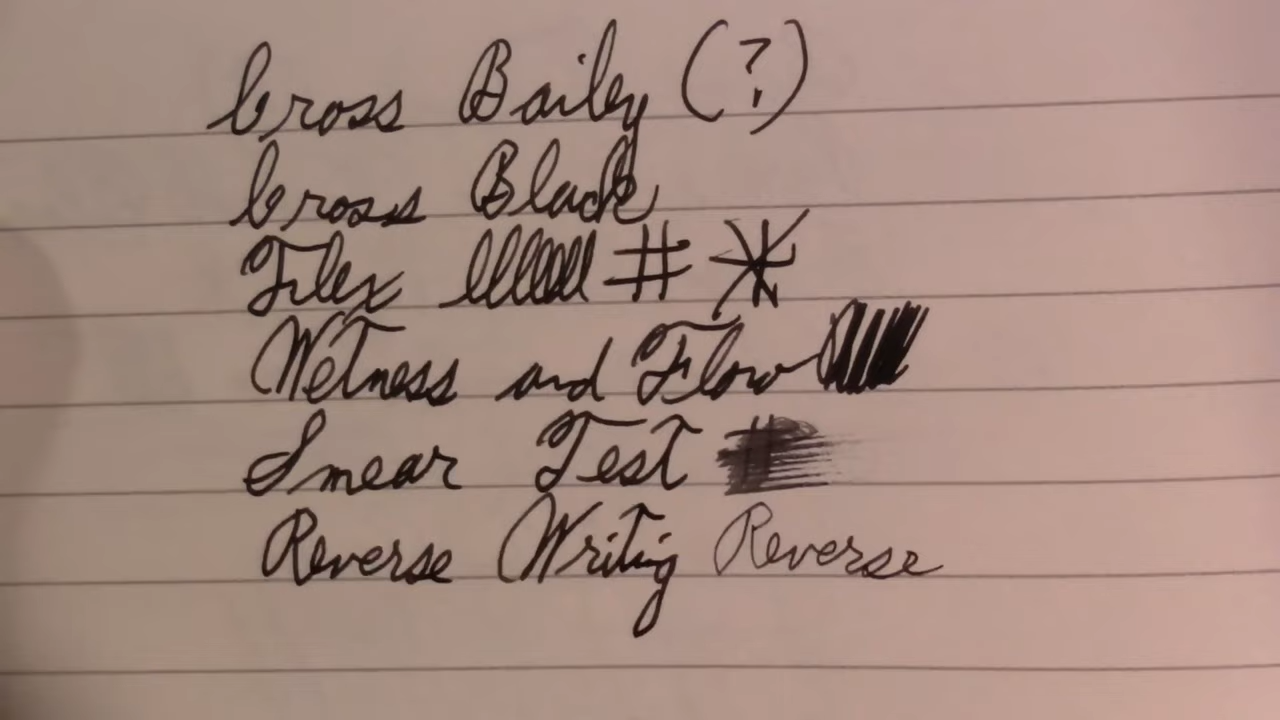 Cross Bailey (?)
Cross Black
Flex # *
Wetness and Flow
Smear Test
Reverse Writing Reverse